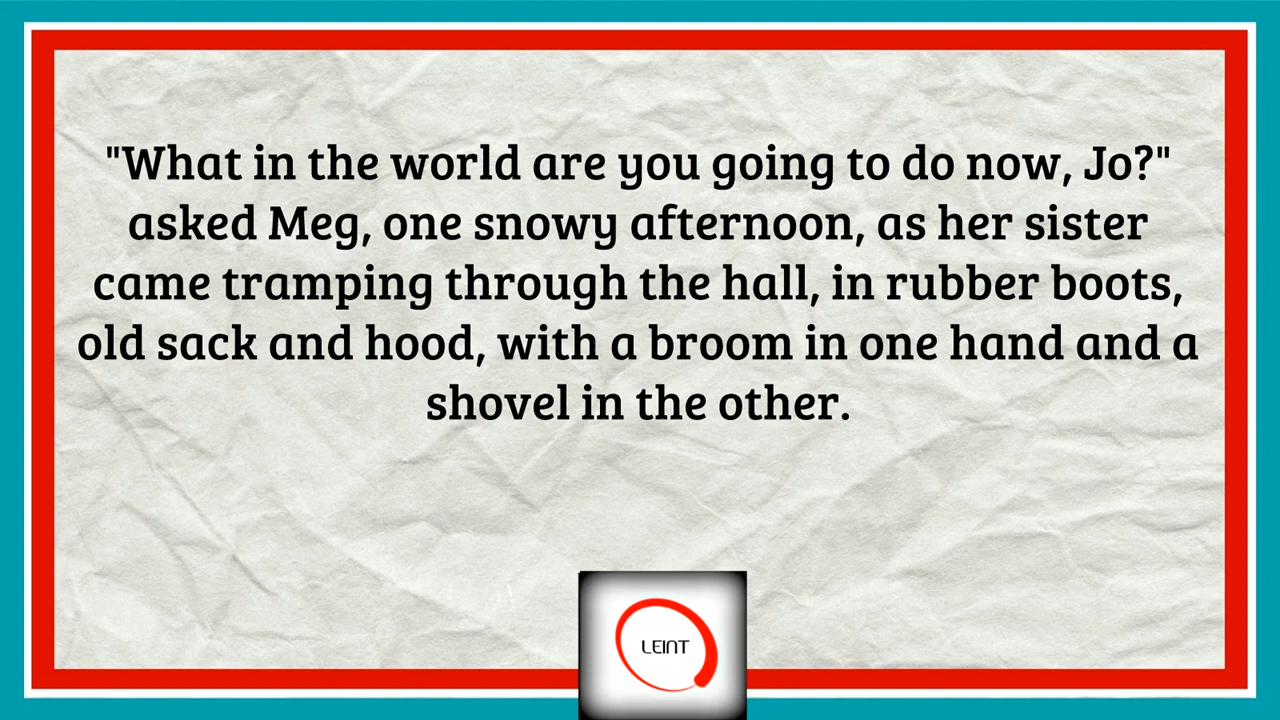 "What in the world are you going to do now, Jo?"
asked Meg, one snowy afternoon, as her sister
came tramping through the hall, in rubber boots,
old sack and hood, with a broom in one hand and a
shovel in the other.
LEINT